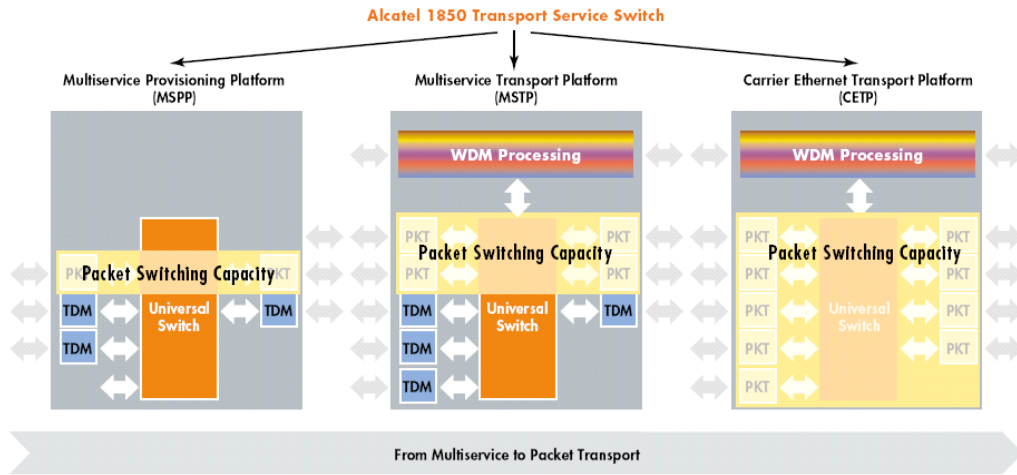 Alcatel 1850 Transport Service Switch
Multiservice Provisioning Platform
(MSPP)
Multiservice Transport Platform
(MSTP)
Carrier Ethernet Transport Platform
(CETP)
WDM Processing
WDM Processing
PKT
Packet Switching Capacity
PKT
TDM
TDM
TDM
Universal
Switch
PKT
PKT
Packet Switching Capacity
PKT
PKT
TDM
TDM
TDM
TDM
Universal
Switch
PKT
PKT
Packet Switching Capacity
PKT
PKT
PKT
PKT
PKT
PKT
PKT
Universal
Switch
From Multiservice to Packet Transport